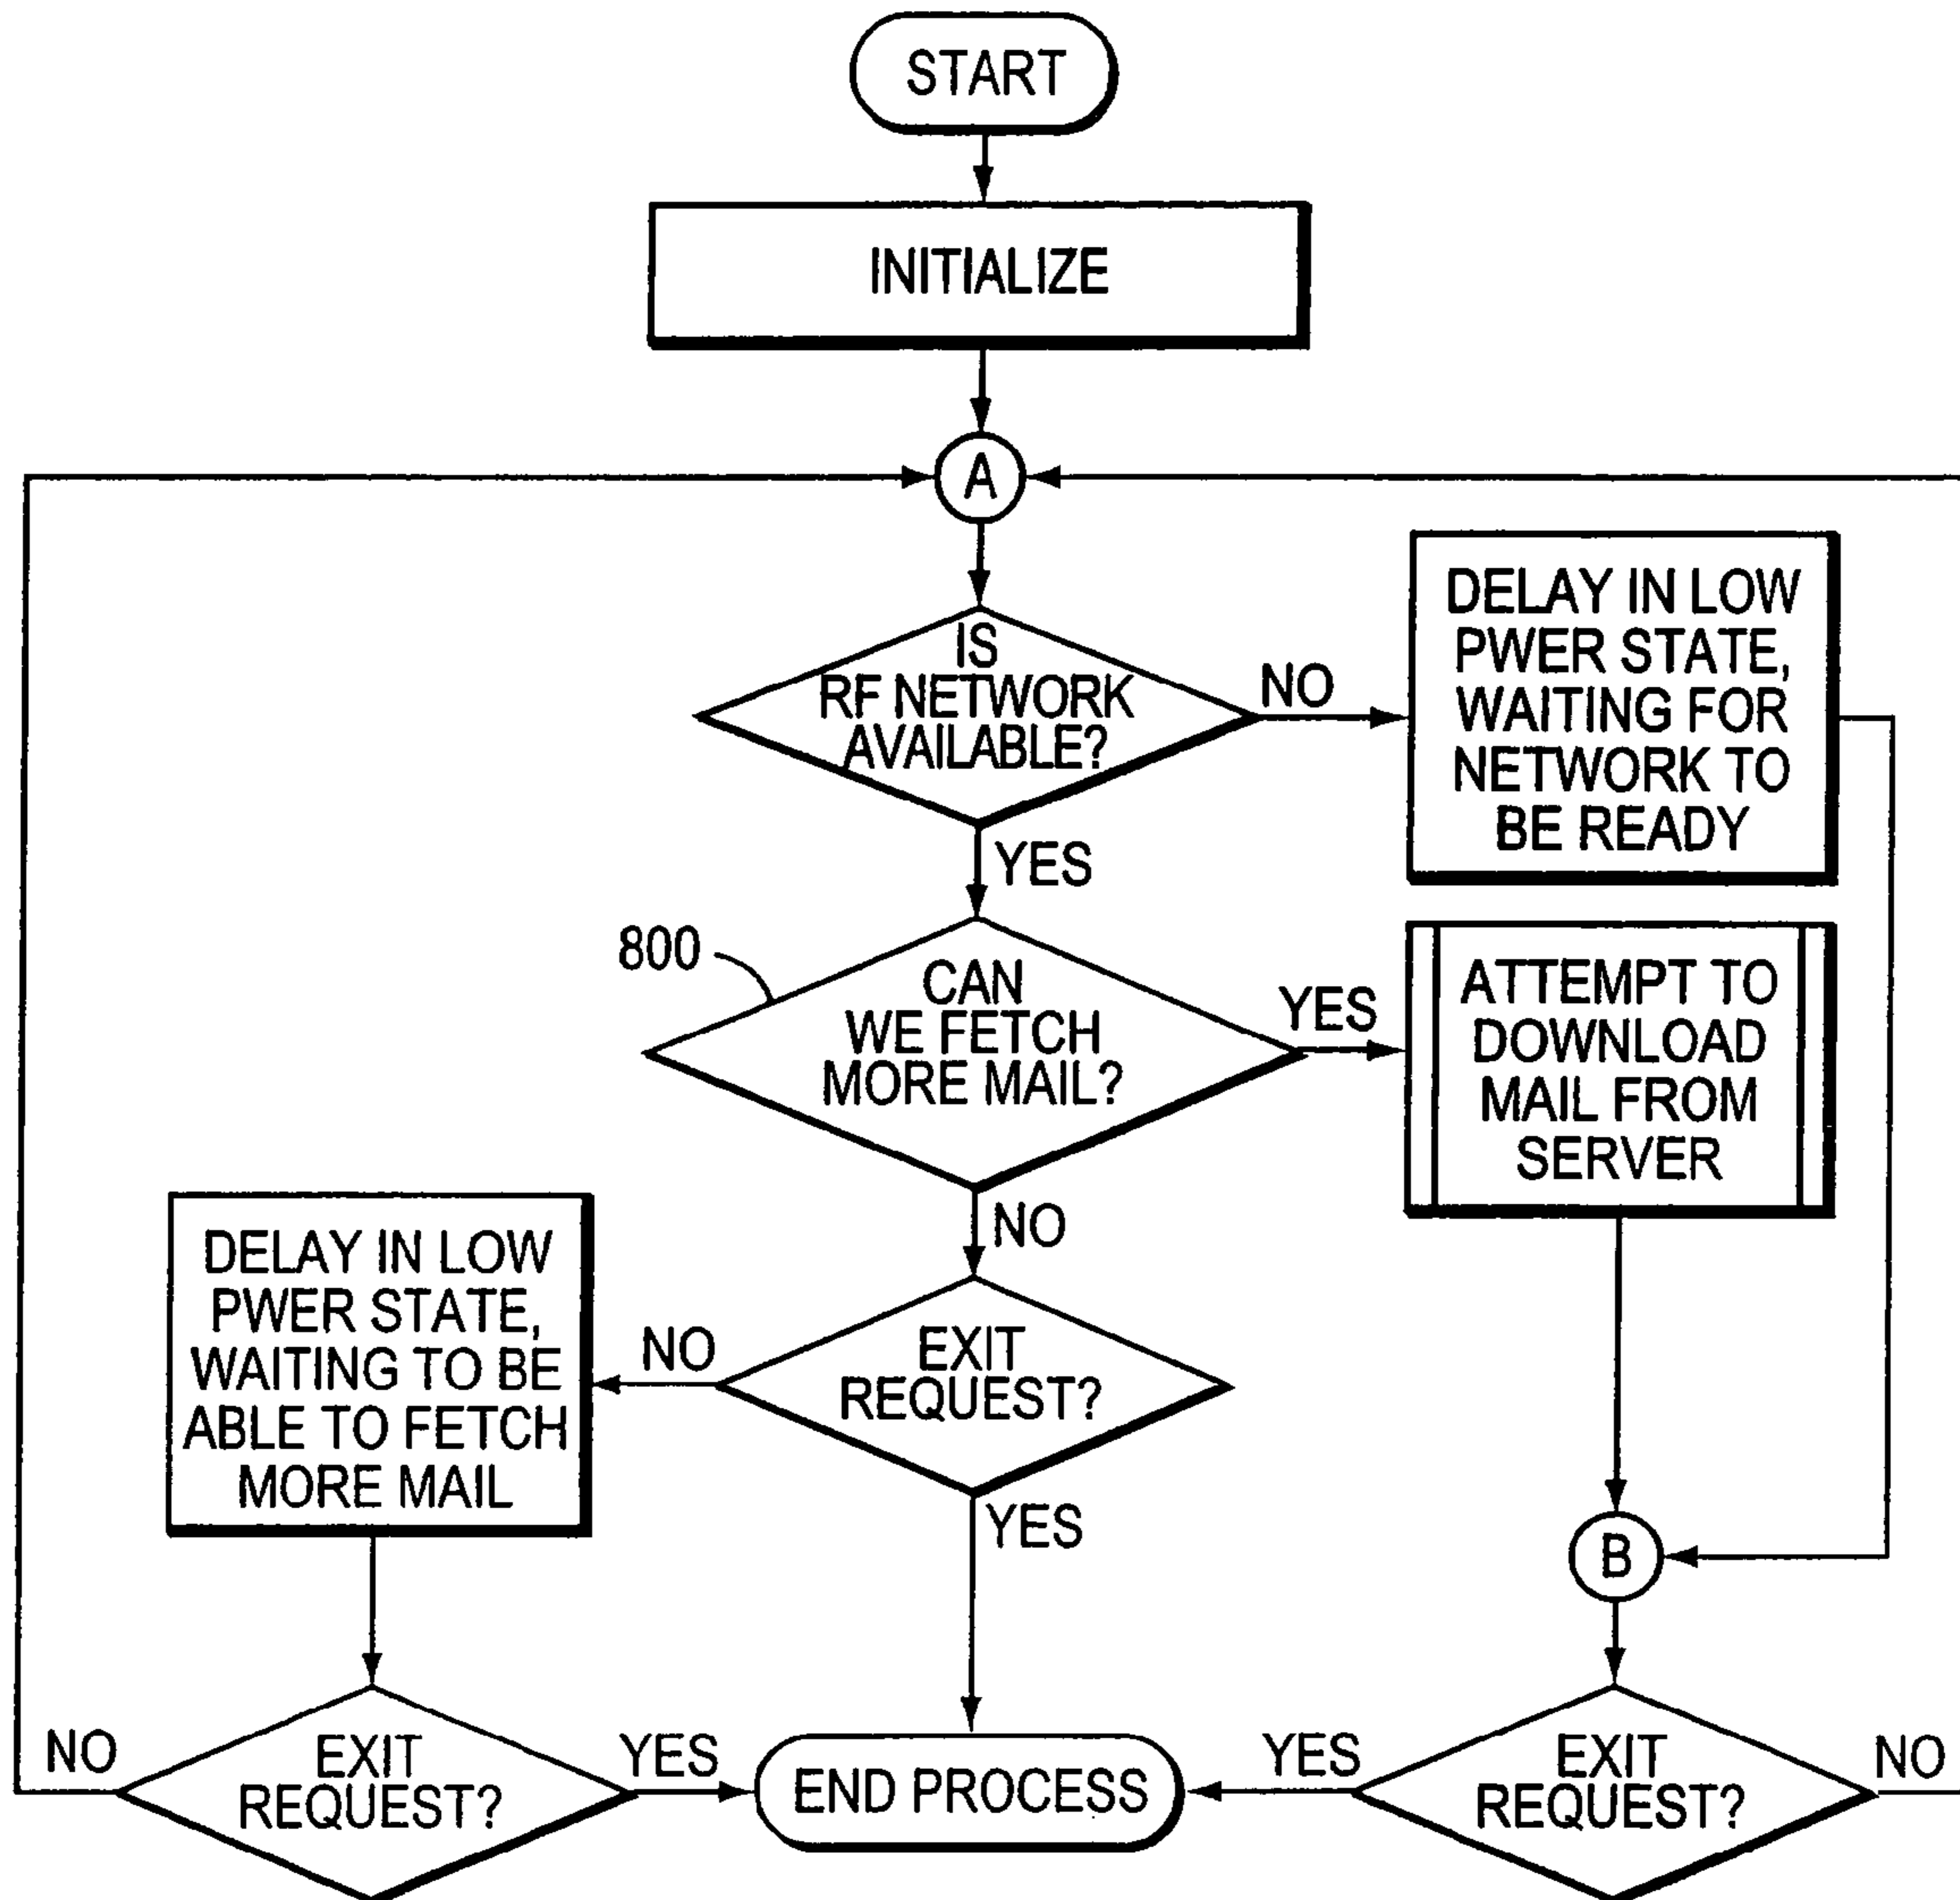 START
INITIALIZE
A
IS
RF NETWORK
AVAILABLE?
NO
DELAY IN LOW
PWER STATE,
WAITING FOR
NETWORK TO
BE READY
YES
800
CAN
WE FETCH
MORE MAIL?
YES
ATTEMPT TO
DOWNLOAD
MAIL FROM
SERVER
NO
DELAY IN LOW
PWER STATE,
WAITING TO BE
ABLE TO FETCH
MORE MAIL
NO
EXIT
REQUEST?
YES
B
NO
EXIT
REQUEST?
YES
END PROCESS
YES
EXIT
REQUEST?
NO